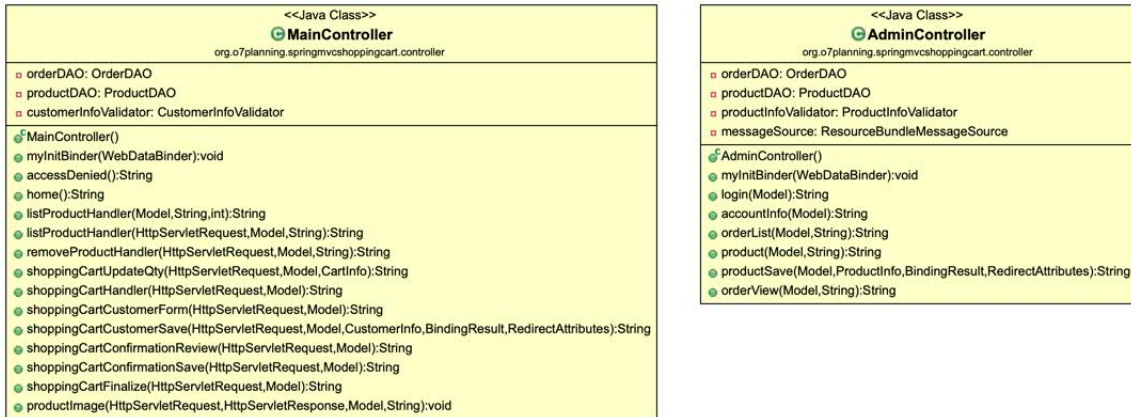 <<Java Class>>
MainController
org.o7planning.springmvcshoppingcart.controller
orderDAO: OrderDAO
productDAO: ProductDAO
customerInfoValidator: CustomerInfoValidator
MainController()
myInitBinder(WebDataBinder):void
accessDenied():String
home():String
listProductHandler(Model,String,int):String
listProductHandler(HttpServletRequest,Model,String):String
removeProductHandler(HttpServletRequest,Model,String):String
shoppingCartUpdateQty(HttpServletRequest,Model,CartInfo):String
shoppingCartHandler(HttpServletRequest,Model):String
shoppingCartCustomerForm(HttpServletRequest,Model):String
shoppingCartCustomerSave(HttpServletRequest,Model,CustomerInfo,BindingResult,RedirectAttributes):String
shoppingCartConfirmationReview(HttpServletRequest,Model):String
shoppingCartConfirmationSave(HttpServletRequest,Model):String
shoppingCartFinalize(HttpServletRequest,Model):String
productImage(HttpServletRequest,HttpServletResponse,Model,String):void
<<Java Class>>
AdminController
org.o7planning.springmvcshoppingcart.controller
orderDAO: OrderDAO
productDAO: ProductDAO
productInfoValidator: ProductInfoValidator
messageSource: ResourceBundleMessageSource
AdminController()
myInitBinder(WebDataBinder):void
login(Model):String
accountInfo(Model):String
orderList(Model,String):String
product(Model,String):String
productSave(Model,ProductInfo,BindingResult,RedirectAttributes):String
orderView(Model,String):String